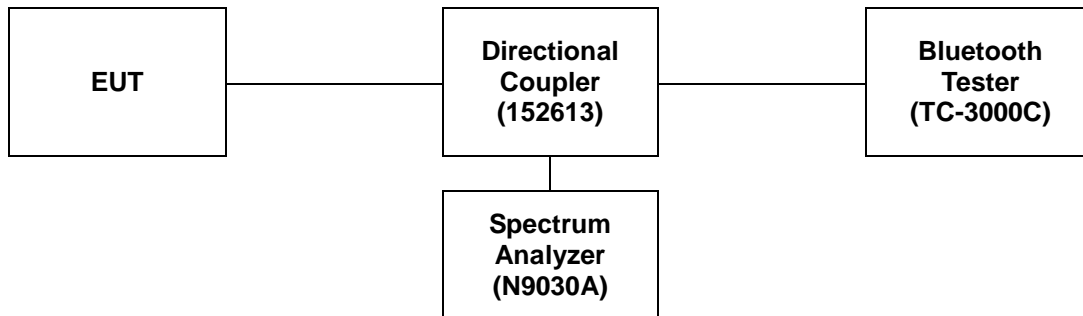 EUT
Directional
Coupler
(152613)
Bluetooth
Tester
(TC-3000C)
Spectrum
Analyzer
(N9030A)